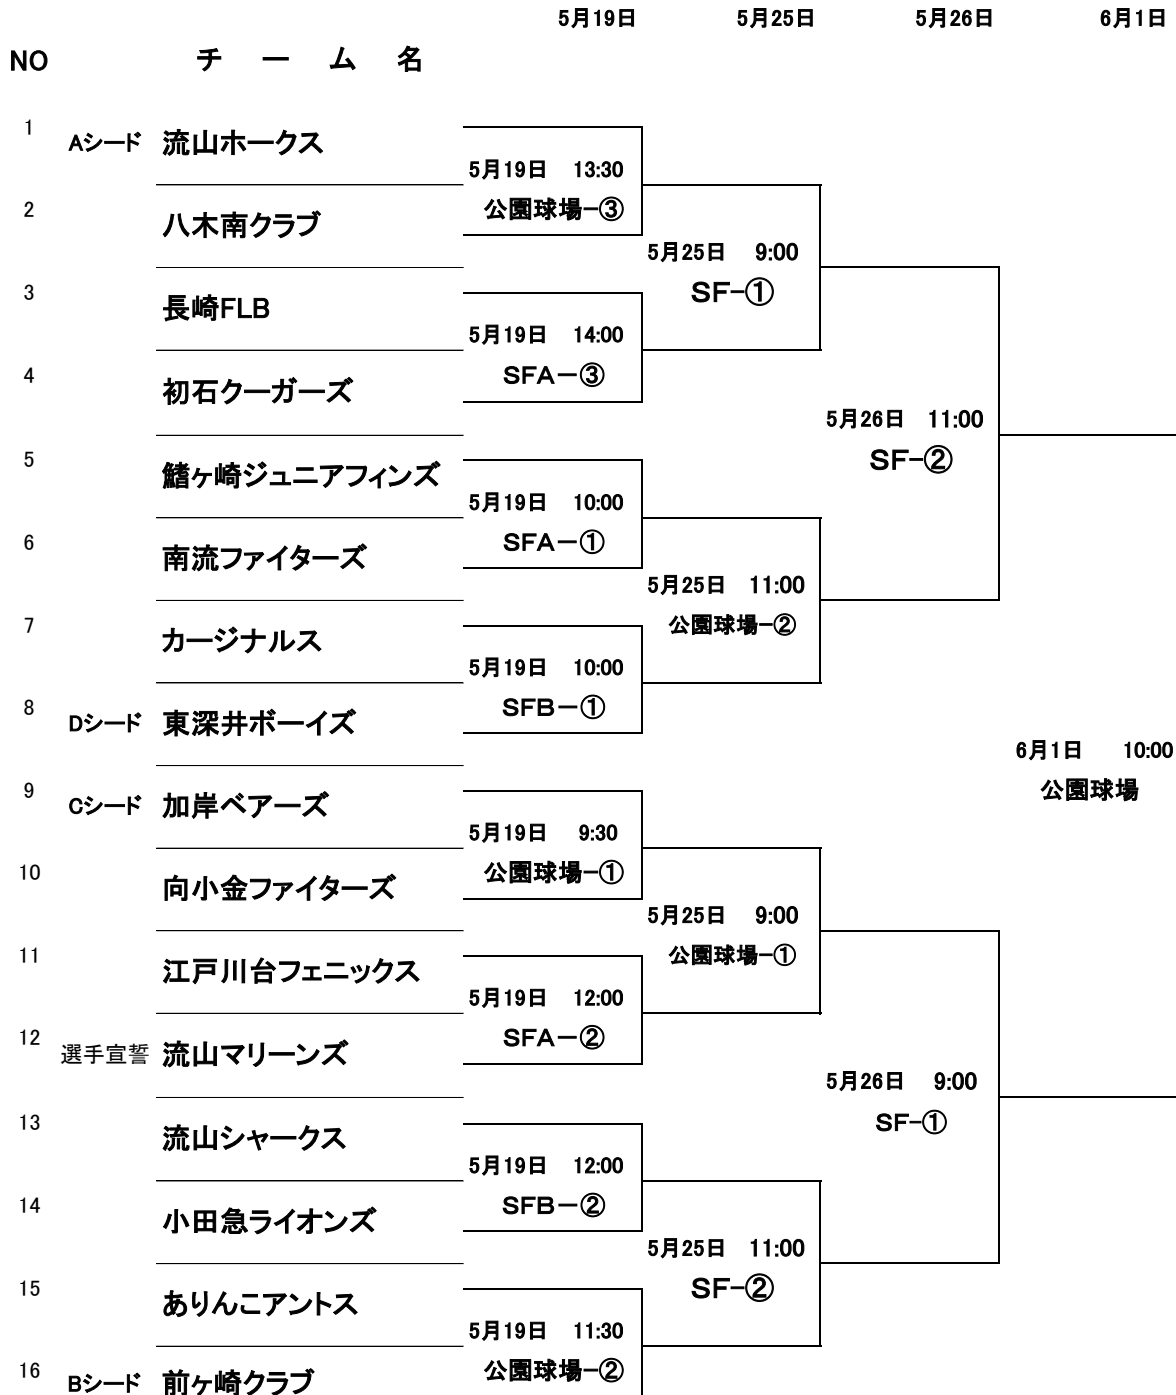 5月19日 5月25日 5月26日 6月1日
NO チーム名
1 Aシード 流山ホークス
5月19日 13:30
公園球場-③
2 八木南クラブ
5月25日 9:00
SF-①
3 長崎FLB
5月19日 14:00
SFA-③
4 初石クーガーズ
5月26日 11:00
SF-②
5 鰭ヶ崎ジュニアフィンズ
5月19日 10:00
SFA-①
6 南流ファイターズ
5月25日 11:00
公園球場-②
7 カージナルス
5月19日 10:00
SFB-①
8 Dシード 東深井ボーイズ
6月1日 10:00
公園球場
9 Cシード 加岸ベアーズ
5月19日 9:30
公園球場-①
10 向小金ファイターズ
5月25日 9:00
公園球場-①
11 江戸川台フェニックス
5月19日 12:00
SFA-②
12 選手宣誓 流山マリーンズ
5月26日 9:00
SF-①
13 流山シャークス
5月19日 12:00
SFB-②
14 小田急ライオンズ
5月25日 11:00
SF-②
15 ありんこアントス
5月19日 11:30
公園球場-②
16 Bシード 前ヶ崎クラブ